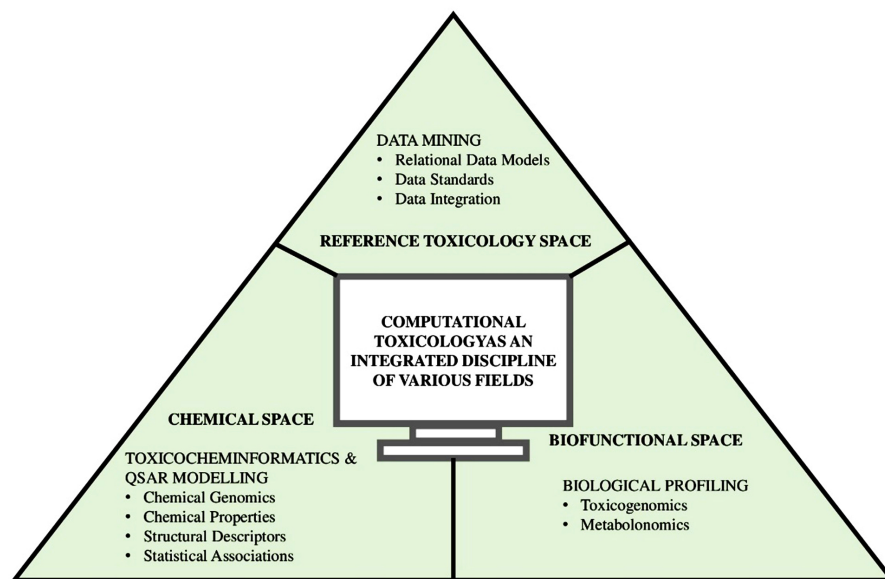 DATA MINING
• Relational Data Models
• Data Standards
• Data Integration
REFERENCE TOXICOLOGY SPACE
COMPUTATIONAL
TOXICOLOGYAS AN
INTEGRATED DISCIPLINE
OF VARIOUS FIELDS
CHEMICAL SPACE
TOXICOCHEMINFORMATICS &
QSAR MODELLING
• Chemical Genomics
• Chemical Properties
• Structural Descriptors
• Statistical Associations
BIOFUNCTIONAL SPACE
BIOLOGICAL PROFILING
• Toxicogenomics
• Metabolonomics